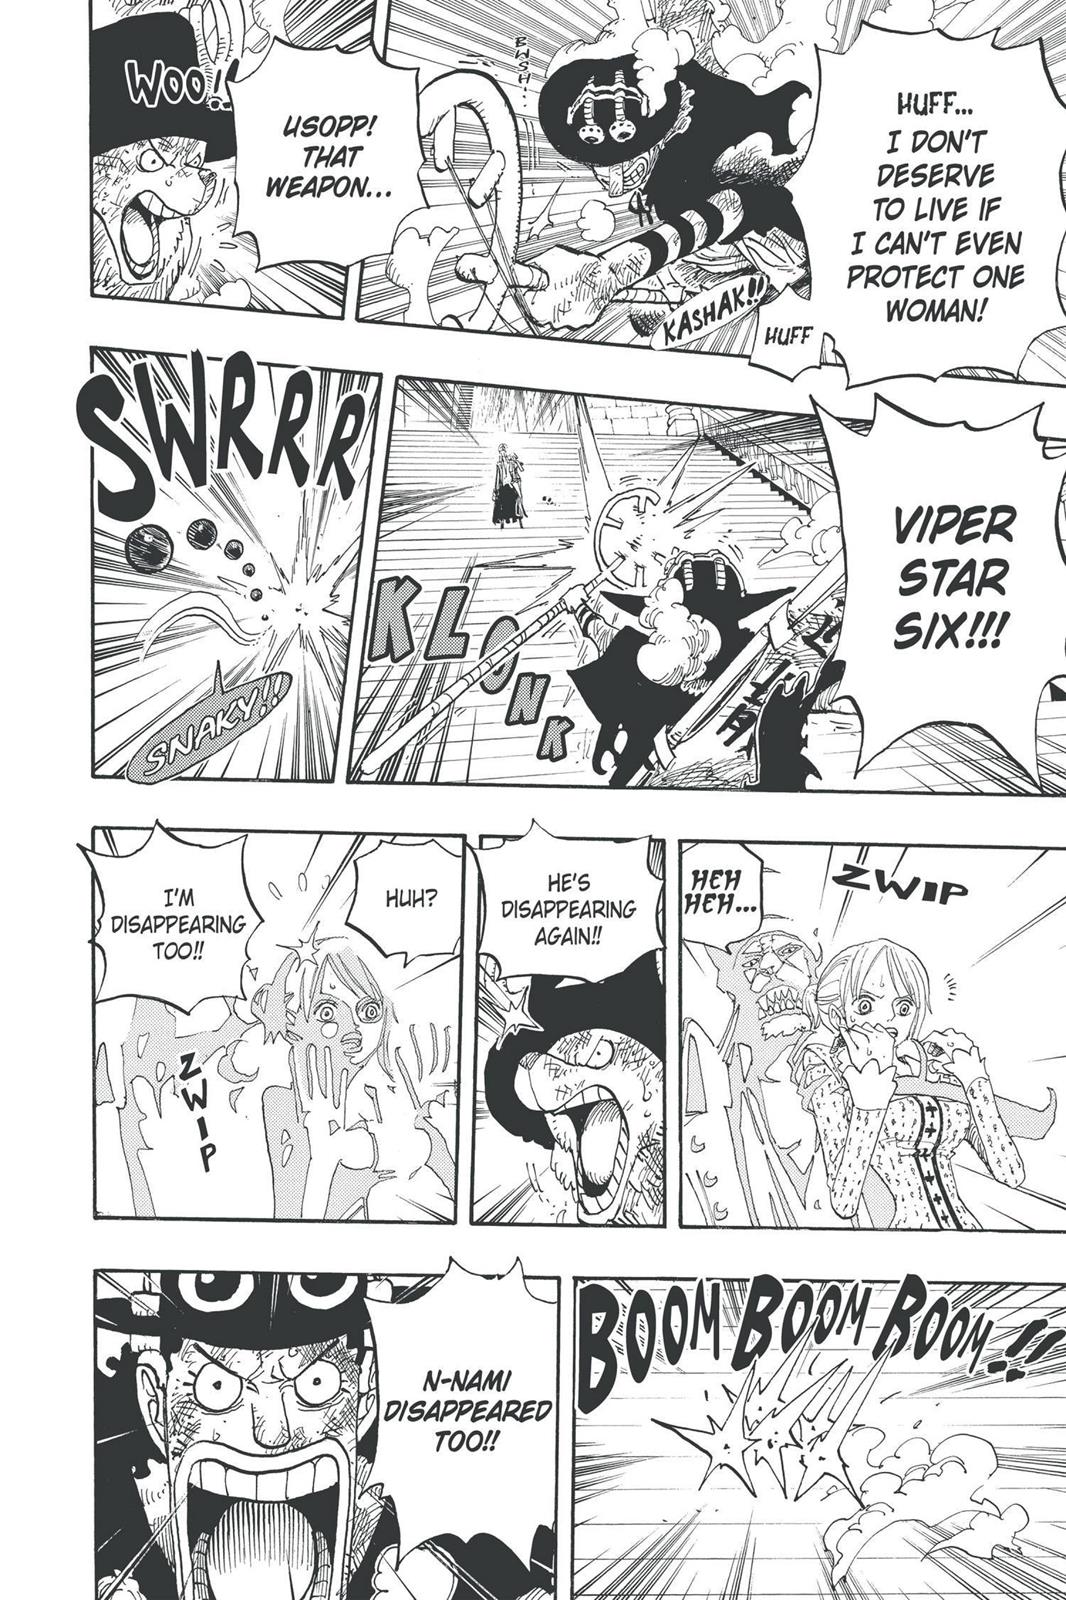 HUFF...
I DON'T
DESERVE
TO LIVE IF
I CAN'T EVEN
PROTECT ONE
WOMAN!
HUFF
KASHAK!!
BWSH...
USOPP!
THAT
WEAPON...
WOO!!
VIPER
STAR
SIX!!!
KLONK
SWRRR
SNAKY!!
ZWIP
HEH
HEH...
HE'S
DISAPPEARING
AGAIN!!
HUH?
I'M
DISAPPEARING
TOO!!
ZWIP
BOOM BOOM BOOM!!
N-NAMI
DISAPPEARED
TOO!!